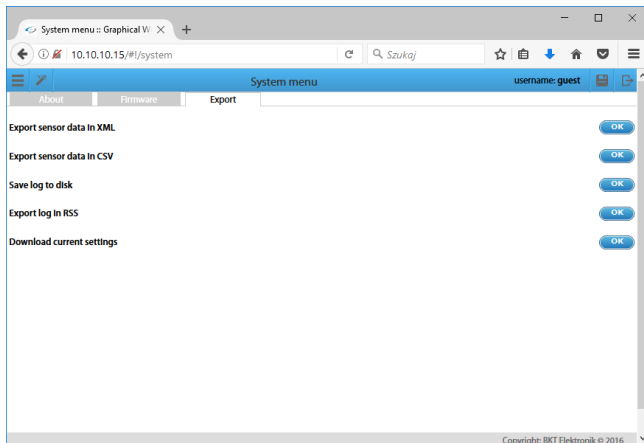 System menu :: Graphical W
10.10.10.15/#!/system
Szukaj
System menu
username: guest
About
Firmware
Export
Export sensor data in XML
OK
Export sensor data in CSV
OK
Save log to disk
OK
Export log in RSS
OK
Download current settings
OK
Copyright: BKT Elektronik © 2016